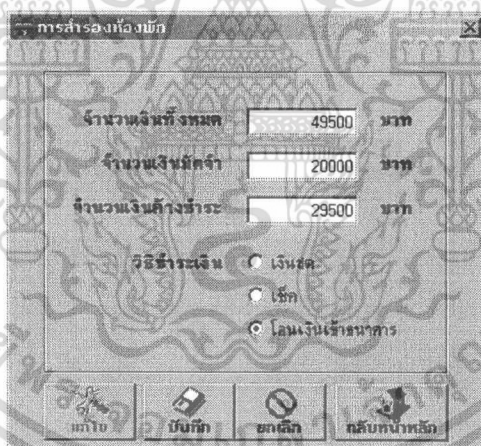 การสำรองห้องพัก
จำนวนเงินทั้งหมด 49500 บาท
จำนวนเงินมัดจำ 20000 บาท
จำนวนเงินค้างชำระ 29500 บาท
วิธีชำระเงิน เงินสด
เช็ค
โอนเงินเข้าธนาคาร
แก้ไข บันทึก ยกเลิก กลับหน้าหลัก